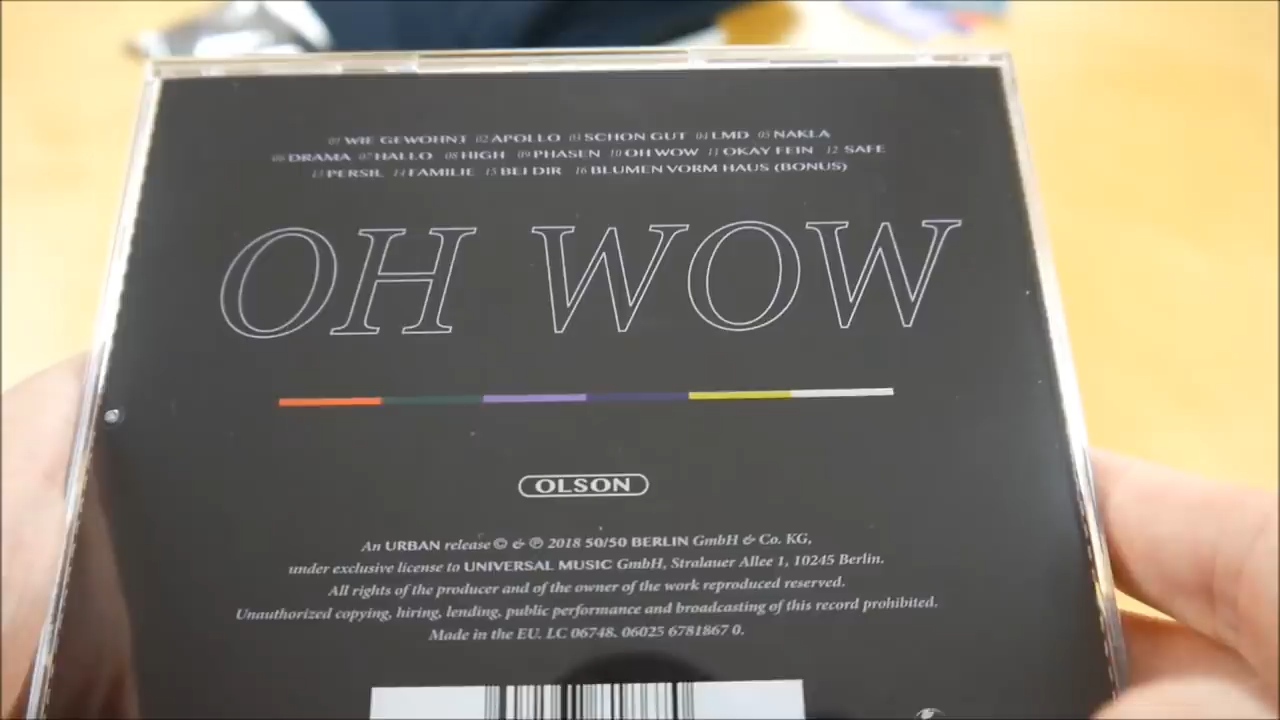 01 WIE GEWOHNT 02 APOLLO 03 SCHON GUT 04 LMD 05 NAKLA
06 DRAMA 07 HALLO 08 HIGH 09 PHASEN 10 OH WOW 11 OKAY FEIN 12 SAFE
13 PERSIL 14 FAMILIE 15 BEI DIR 16 BLUMEN VORM HAUS (BONUS)
OH WOW
OLSON
An URBAN release © & ℗ 2018 50/50 BERLIN GmbH & Co. KG,
under exclusive license to UNIVERSAL MUSIC GmbH, Stralauer Allee 1, 10245 Berlin.
All rights of the producer and of the owner of the work reproduced reserved.
Unauthorized copying, hiring, lending, public performance and broadcasting of this record prohibited.
Made in the EU. LC 06748. 06025 6781867 0.